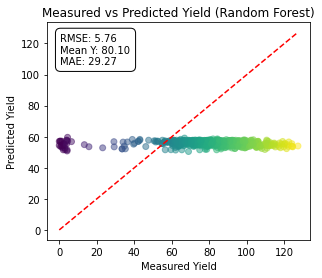 Measured vs Predicted Yield (Random Forest)
RMSE: 5.76
Mean Y: 80.10
MAE: 29.27
Predicted Yield
120
100
80
60
40
20
0
0 20 40 60 80 100 120
Measured Yield